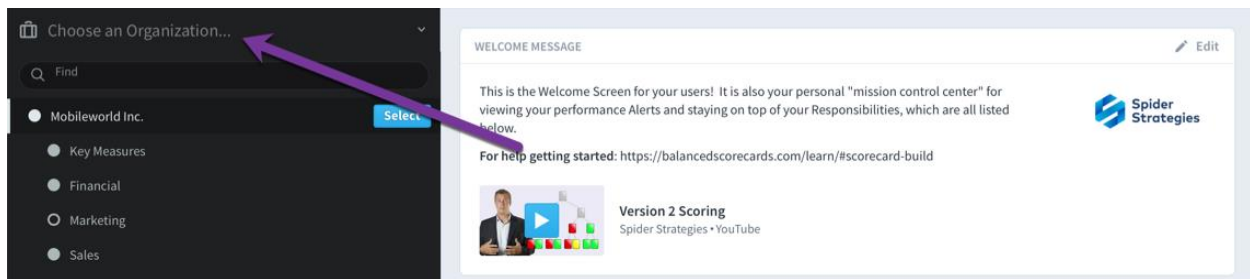 Choose an Organization...
Find
Mobileworld Inc.
Select
Key Measures
Financial
Marketing
Sales
WELCOME MESSAGE
Edit
This is the Welcome Screen for your users! It is also your personal "mission control center" for
viewing your performance Alerts and staying on top of your Responsibilities, which are all listed
below.
For help getting started: https://balancedscorecards.com/learn/#scorecard-build
Spider
Strategies
Version 2 Scoring
Spider Strategies • YouTube